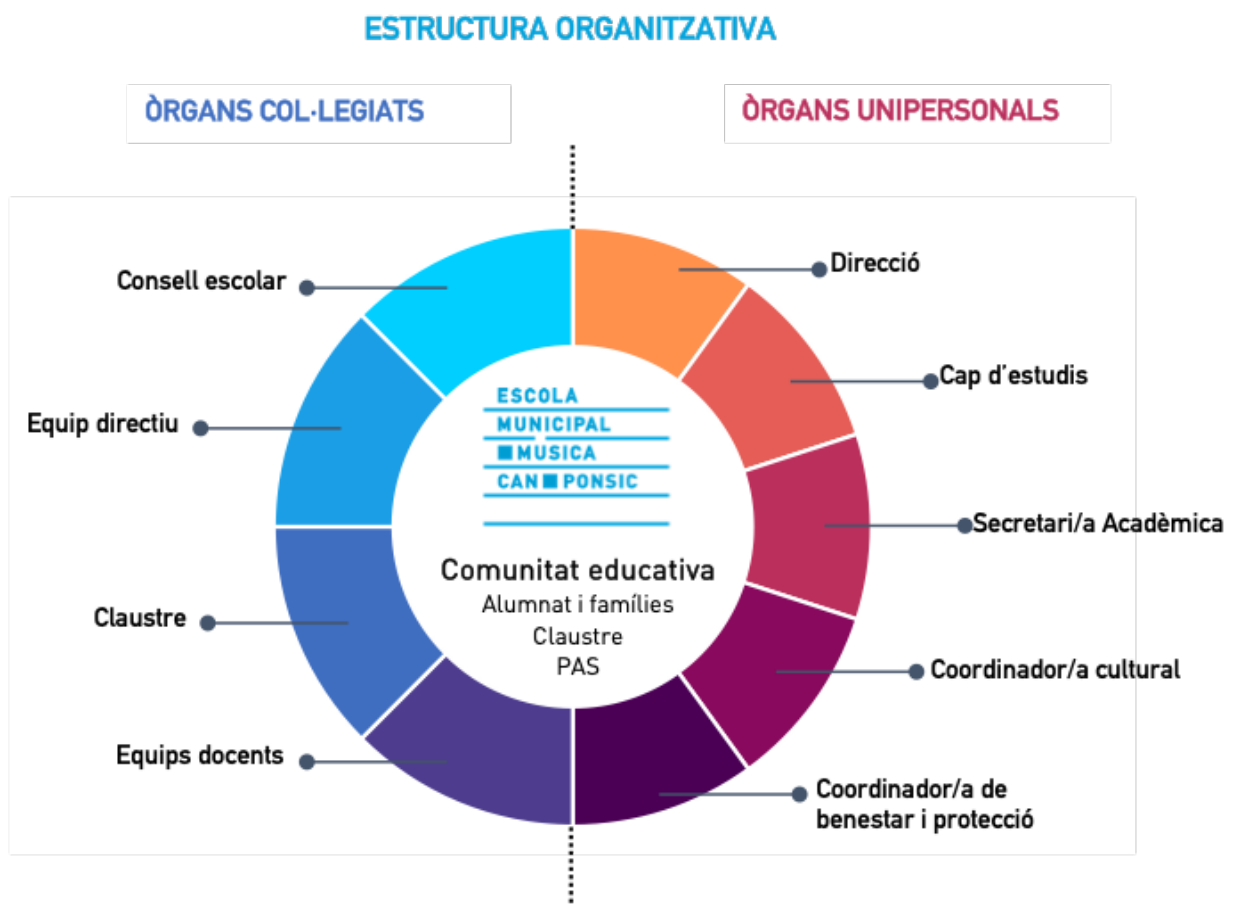 ESTRUCTURA ORGANITZATIVA
ÒRGANS COL·LEGIATS
ÒRGANS UNIPERSONALS
Consell escolar
Equip directiu
Claustre
Equips docents
Direcció
Cap d'estudis
Secretari/a Acadèmica
Coordinador/a cultural
Coordinador/a de
benestar i protecció
ESCOLA
MUNICIPAL
MUSICA
CAN PONSIC
Comunitat educativa
Alumnat i famílies
Claustre
PAS